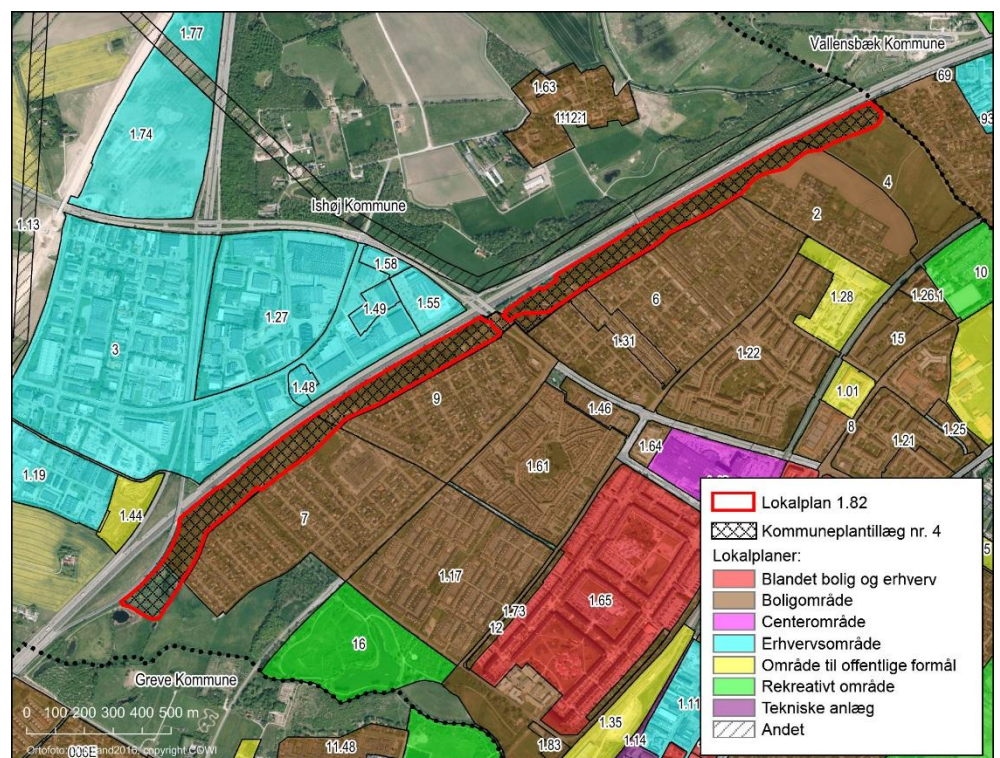 1.77
Vallensbæk Kommune
69
1.63
93
1.74
4
Ishøj Kommune
2
1.13
10
1.58
1.28
1.26.1
1.49
1.55
6
1.27
15
1.31
3
1.22
1.48
1.01
9
1.46
8
1.25
1.64
1.21
1.61
1.19
1.44
7
1.17
1.65
1.73
12
16
Greve Kommune
0 100 200 300 400 500 m
1.35
1.11
1.14
1.83
11.48
Lokalplan 1.82
Kommuneplantillæg nr. 4
Lokalplaner:
Blandet bolig og erhverv
Boligområde
Centerområde
Erhvervsområde
Område til offentlige formål
Rekreativt område
Tekniske anlæg
Andet